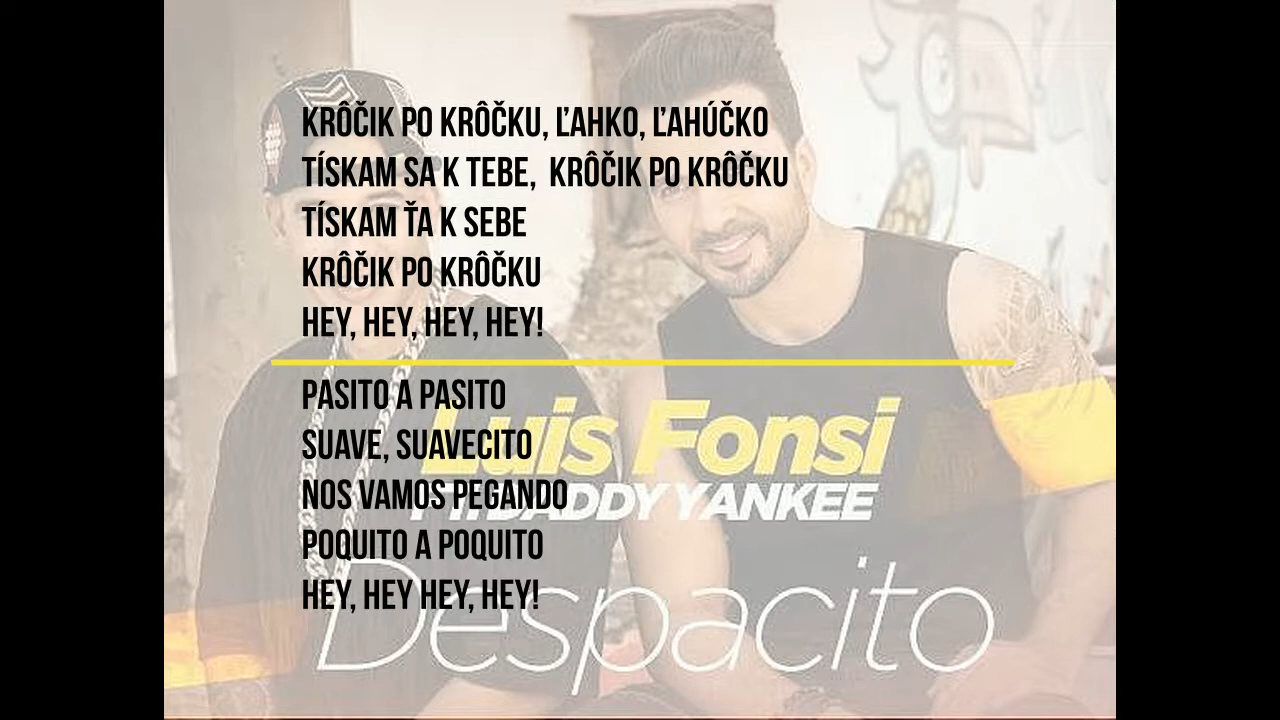 KRÔČIK PO KRÔČKU, ĽAHKO, ĽAHÚČKO
TÍSKAM SA K TEBE, KRÔČIK PO KRÔČKU
TÍSKAM ŤA K SEBE
KRÔČIK PO KRÔČKU
HEY, HEY, HEY, HEY!
PASITO A PASITO
SUAVE, SUAVECITO
NOS VAMOS PEGANDO
POQUITO A POQUITO
HEY, HEY HEY, HEY!
Luis Fonsi
FT. DADDY YANKEE
Despacito